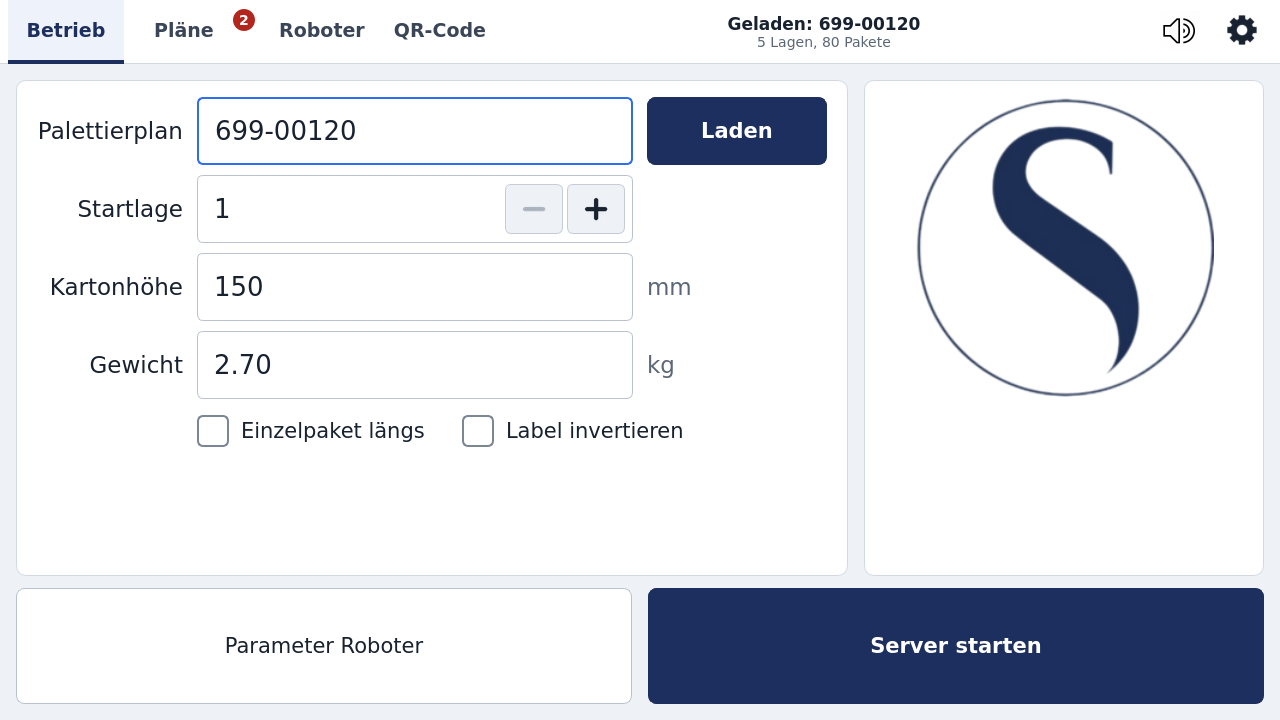 Betrieb
Pläne
2
Roboter
QR-Code
Geladen: 699-00120
5 Lagen, 80 Pakete
Palettierplan
699-00120
Laden
Startlage
1
Kartonhöhe
150
mm
Gewicht
2.70
kg
Einzelpaket längs
Label invertieren
Parameter Roboter
Server starten